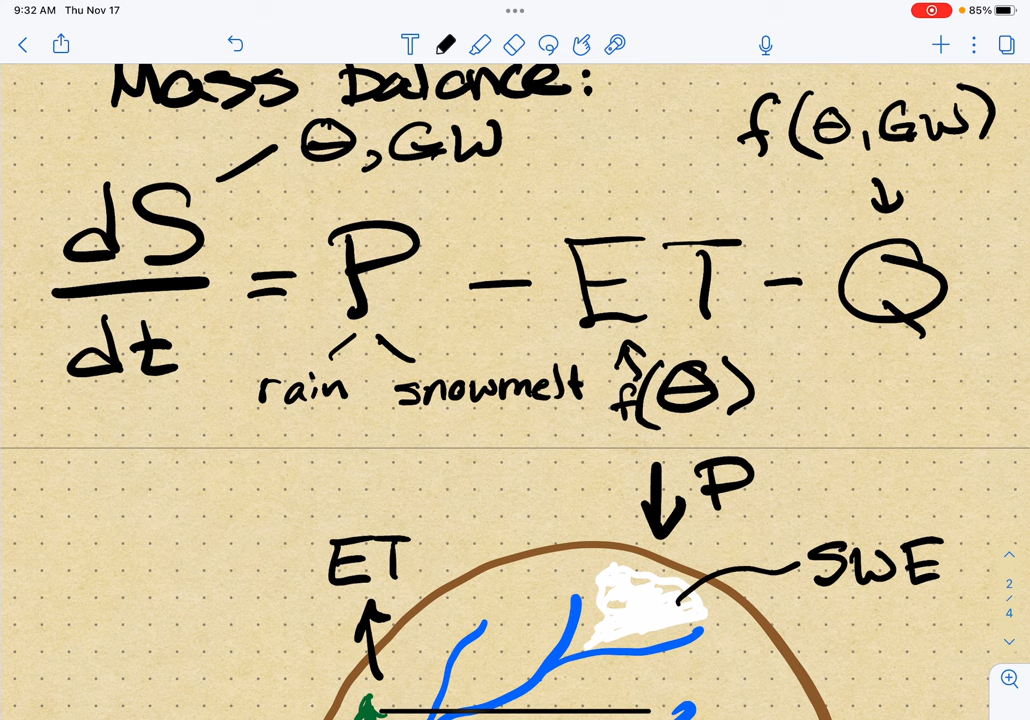 9:32 AM Thu Nov 17
85%
Mass Balance:
Θ, GW
f(Θ, GW)
dS/dt = P - ET - Q
rain snowmelt f(Θ)
P
ET
SWE
2
/
4